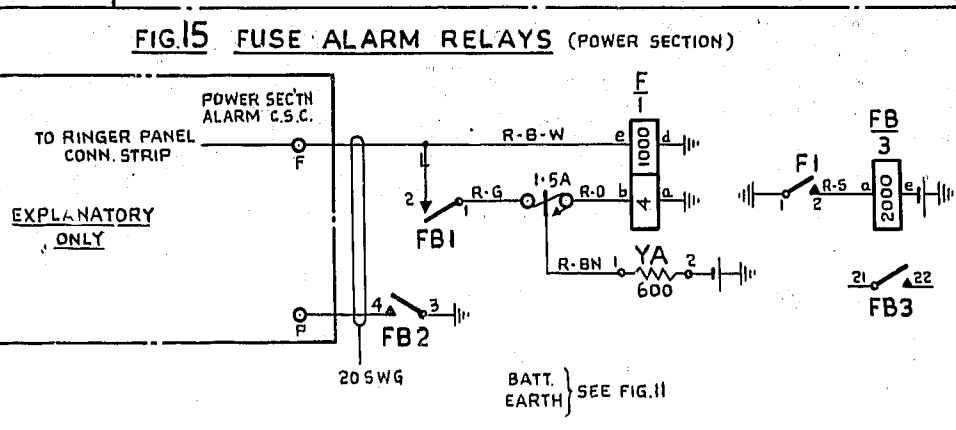 FIG.15 FUSE ALARM RELAYS (POWER SECTION)
POWER SEC'TN
ALARM C.S.C.
TO RINGER PANEL
CONN. STRIP
F
R-B-W
e
1000
d
F
1
EXPLANATORY
ONLY
2
1
FB1
R-G
1·5A
R-O
b
4
a
R-BN
1
YA
600
2
P
4
3
FB2
20 SWG
BATT.
EARTH
SEE FIG.11
F1
1
2
R-S
a
2000
e
FB
3
21
22
FB3